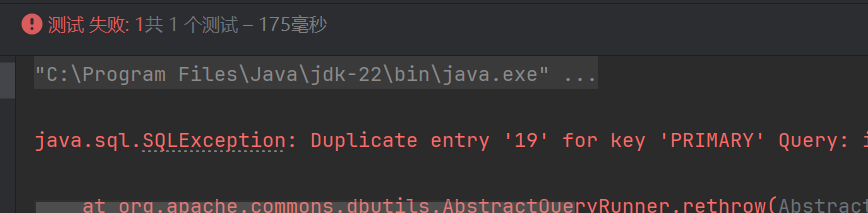 测试 失败: 1共 1 个测试 – 175毫秒
"C:\Program Files\Java\jdk-22\bin\java.exe" ...
java.sql.SQLException: Duplicate entry '19' for key 'PRIMARY' Query: i
at org.apache.commons.dbutils.AbstractQueryRunner.rethrow(Abstrac